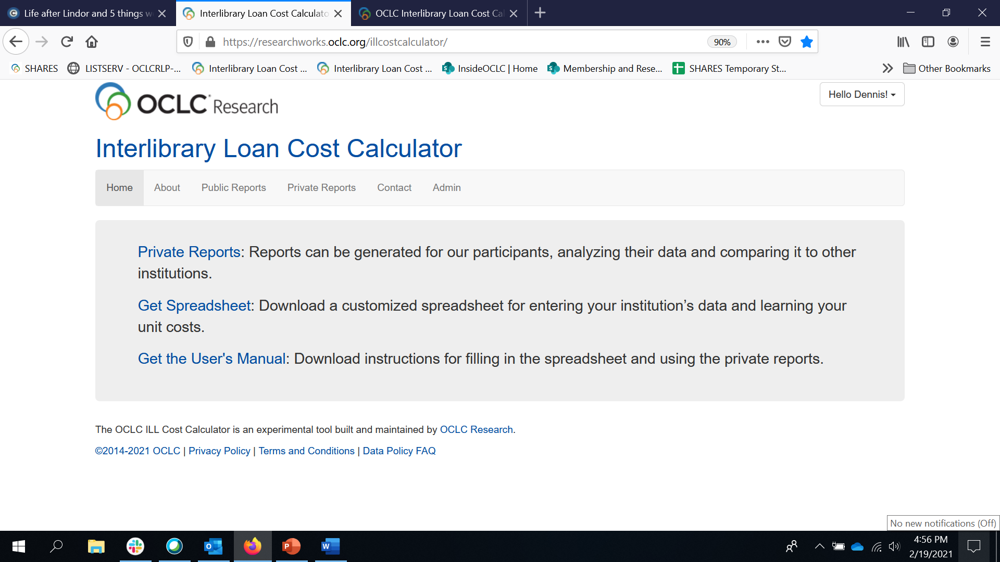 Life after Lindor and 5 things w
Interlibrary Loan Cost Calculato
OCLC Interlibrary Loan Cost Cal
https://researchworks.oclc.org/illcostcalculator/
90%
SHARES
LISTSERV - OCLCRLP-...
Interlibrary Loan Cost ...
Interlibrary Loan Cost ...
InsideOCLC | Home
Membership and Rese...
SHARES Temporary St...
Other Bookmarks
OCLC Research
Hello Dennis!
Interlibrary Loan Cost Calculator
Home
About
Public Reports
Private Reports
Contact
Admin
Private Reports: Reports can be generated for our participants, analyzing their data and comparing it to other
institutions.
Get Spreadsheet: Download a customized spreadsheet for entering your institution’s data and learning your
unit costs.
Get the User's Manual: Download instructions for filling in the spreadsheet and using the private reports.
The OCLC ILL Cost Calculator is an experimental tool built and maintained by OCLC Research.
©2014-2021 OCLC | Privacy Policy | Terms and Conditions | Data Policy FAQ
No new notifications (Off)
4:56 PM
2/19/2021